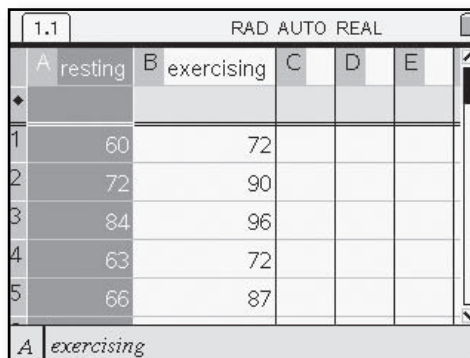 1.1 RAD AUTO REAL
A resting B exercising C D E
◆
1 60 72
2 72 90
3 84 96
4 63 72
5 66 87
A exercising